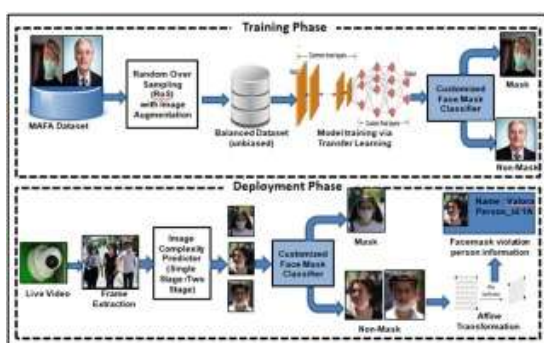 Training Phase
MAFA Dataset
Random Over
Sampling
(RoS)
with Image
Augmentation
Balanced Dataset
(unbiased)
Model training via
Transfer Learning
Customized
Face Mask
Classifier
Mask
Non-Mask
Deployment Phase
Live Video
Frame
Extraction
Image
Complexity
Predictor
(Single
Stage/Two
Stage)
Customized
Face Mask
Classifier
Mask
Non-Mask
Affine
Transformation
Facemask violation
person information